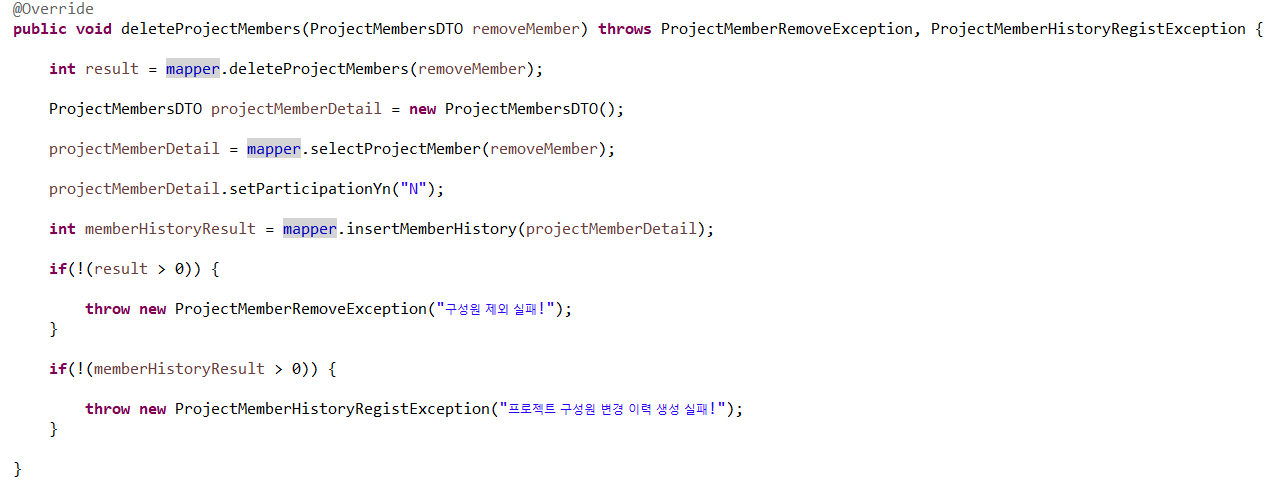 @Override
public void deleteProjectMembers(ProjectMembersDTO removeMember) throws ProjectMemberRemoveException, ProjectMemberHistoryRegistException {
int result = mapper.deleteProjectMembers(removeMember);
ProjectMembersDTO projectMemberDetail = new ProjectMembersDTO();
projectMemberDetail = mapper.selectProjectMember(removeMember);
projectMemberDetail.setParticipationYn("N");
int memberHistoryResult = mapper.insertMemberHistory(projectMemberDetail);
if(!(result > 0)) {
throw new ProjectMemberRemoveException("구성원 제외 실패!");
}
if(!(memberHistoryResult > 0)) {
throw new ProjectMemberHistoryRegistException("프로젝트 구성원 변경 이력 생성 실패!");
}
}